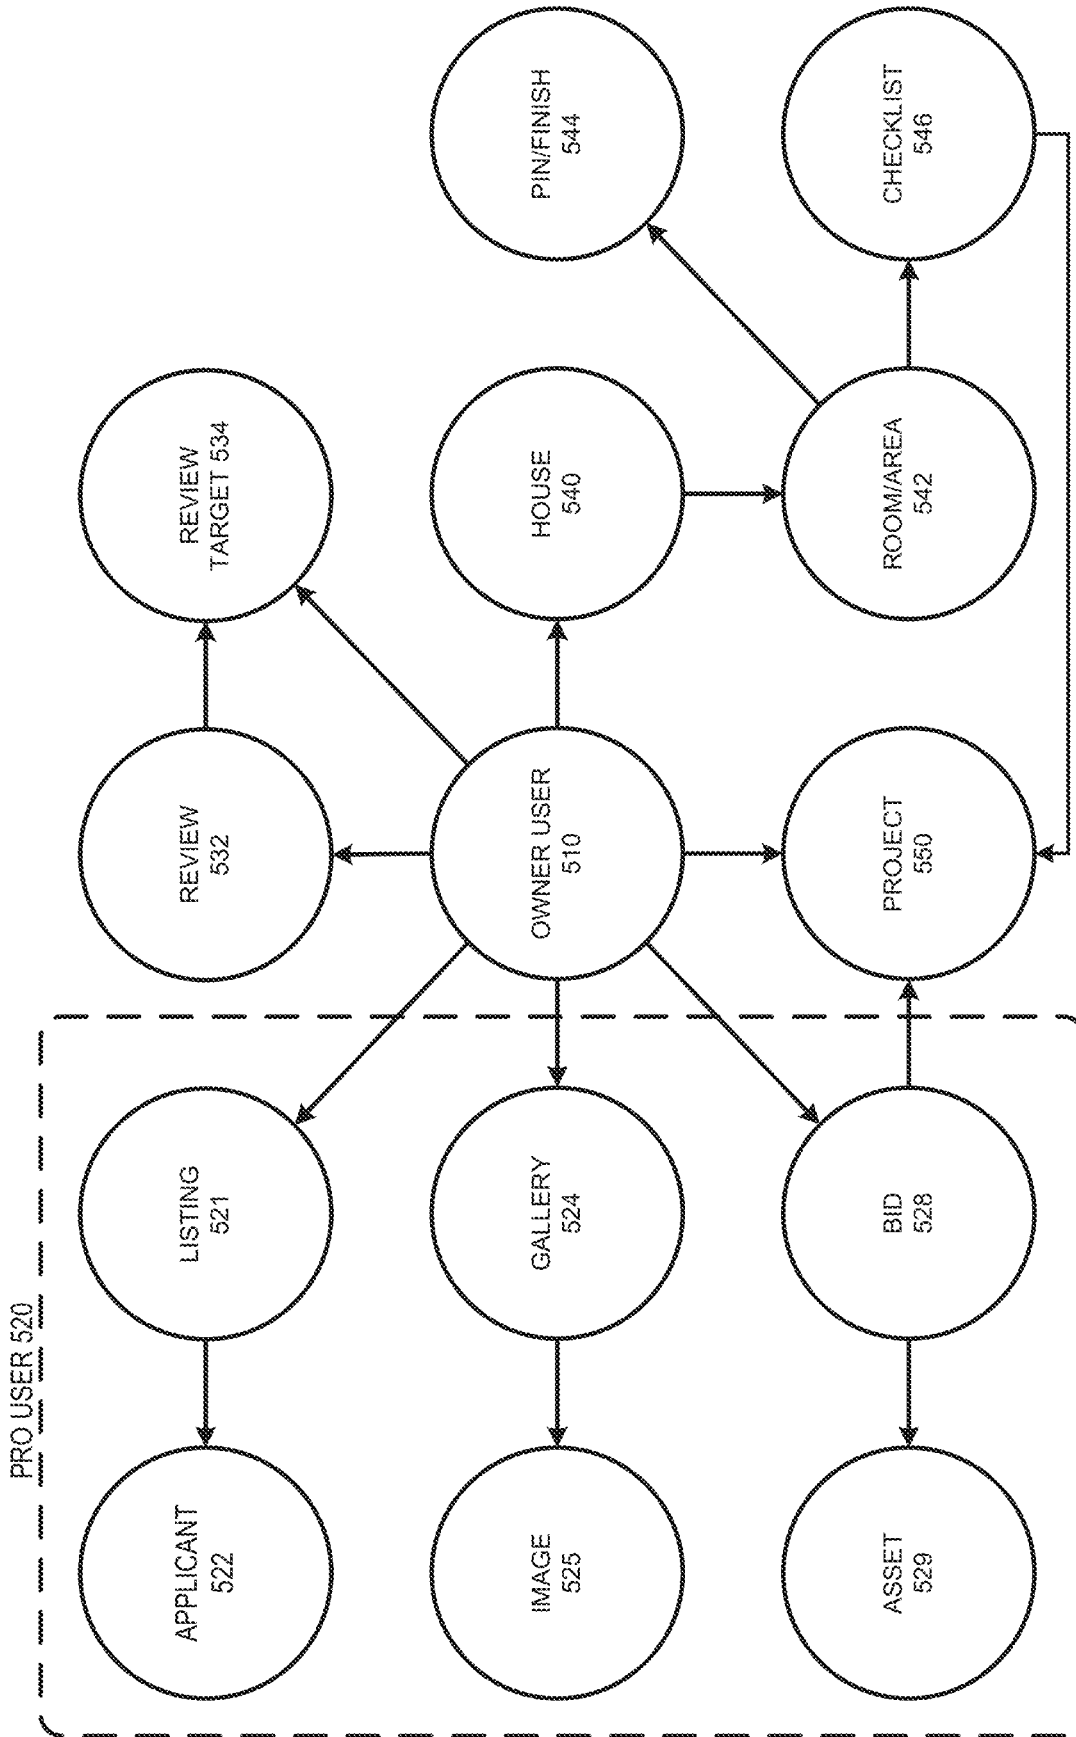 PRO USER 520
APPLICANT
522
LISTING
521
REVIEW
532
REVIEW
TARGET 534
IMAGE
525
GALLERY
524
OWNER USER
510
HOUSE
540
PIN/FINISH
544
ASSET
529
BID
528
PROJECT
550
ROOM/AREA
542
CHECKLIST
546